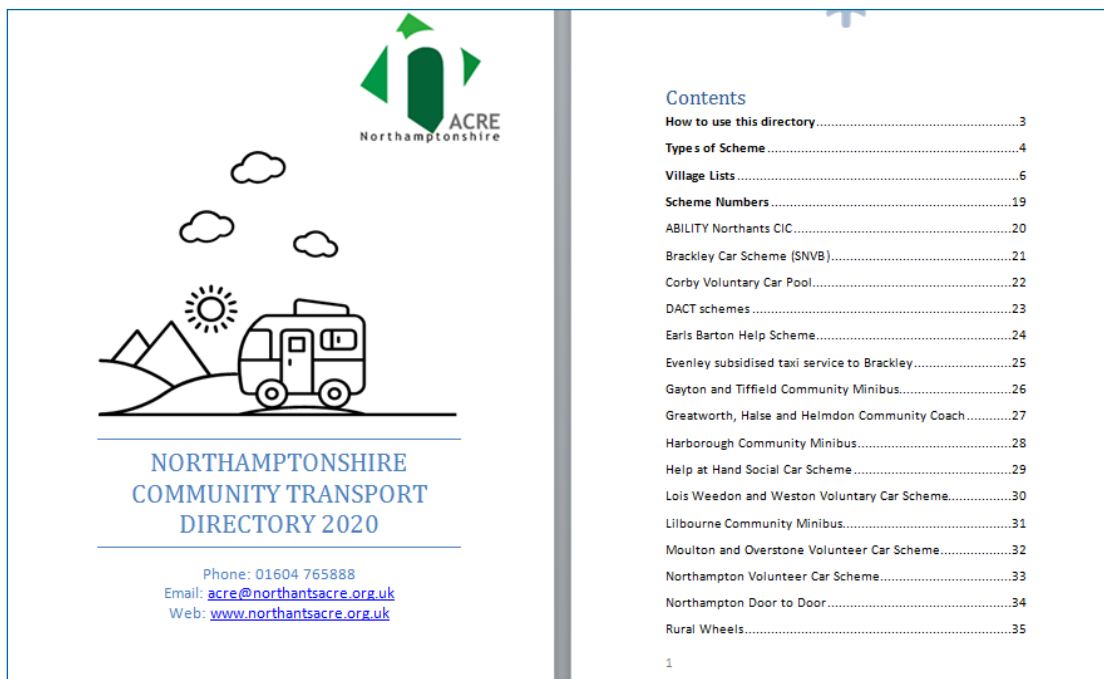 ACRE
Northamptonshire
NORTHAMPTONSHIRE
COMMUNITY TRANSPORT
DIRECTORY 2020
Phone: 01604 765888
Email: acre@northantsacre.org.uk
Web: www.northantsacre.org.uk
Contents
How to use this directory.....3
Types of Scheme.....4
Village Lists.....6
Scheme Numbers.....19
ABILITY Northants CIC.....20
Brackley Car Scheme (SNVB).....21
Corby Voluntary Car Pool.....22
DACT schemes.....23
Earls Barton Help Scheme.....24
Evenley subsidised taxi service to Brackley.....25
Gayton and Tiffield Community Minibus.....26
Greatworth, Halse and Helmdon Community Coach.....27
Harborough Community Minibus.....28
Help at Hand Social Car Scheme.....29
Lois Weedon and Weston Voluntary Car Scheme.....30
Lilbourne Community Minibus.....31
Moulton and Overstone Volunteer Car Scheme.....32
Northampton Volunteer Car Scheme.....33
Northampton Door to Door.....34
Rural Wheels.....35
1